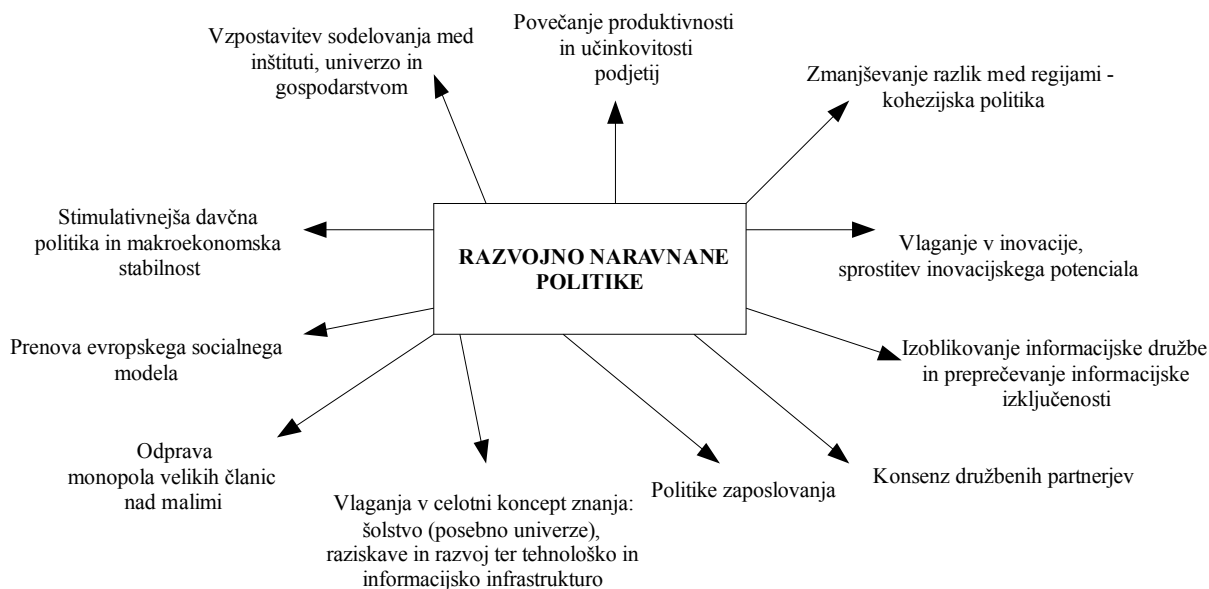 Vzpostavitev sodelovanja med
inštituti, univerzo in
gospodarstvom
Povečanje produktivnosti
in učinkovitosti
podjetij
Zmanjševanje razlik med regijami -
kohezijska politika
Stimulativnejša davčna
politika in makroekonomska
stabilnost
RAZVOJNO NARAVNANE
POLITIKE
Vlaganje v inovacije,
sprostitev inovacijskega potenciala
Prenova evropskega socialnega
modela
Izoblikovanje informacijske družbe
in preprečevanje informacijske
izključenosti
Odprava
monopola velikih članic
nad malimi
Vlaganja v celotni koncept znanja:
šolstvo (posebno univerze),
raziskave in razvoj ter tehnološko in
informacijsko infrastrukturo
Politike zaposlovanja
Konsenz družbenih partnerjev